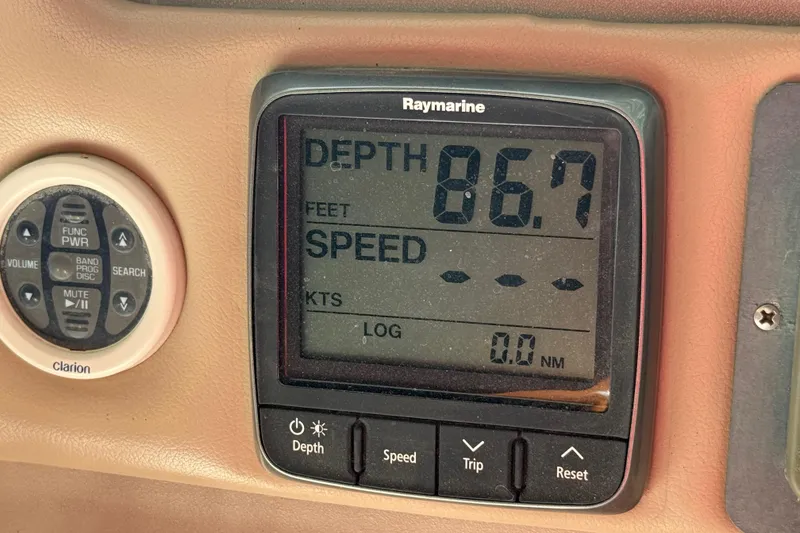 Raymarine
DEPTH 86.7
FEET
SPEED
---
KTS
LOG
0.0 NM
Depth
Speed
Trip
Reset
FUNC
PWR
VOLUME
BAND
PROG
DISC
SEARCH
MUTE
▶/II
clarion